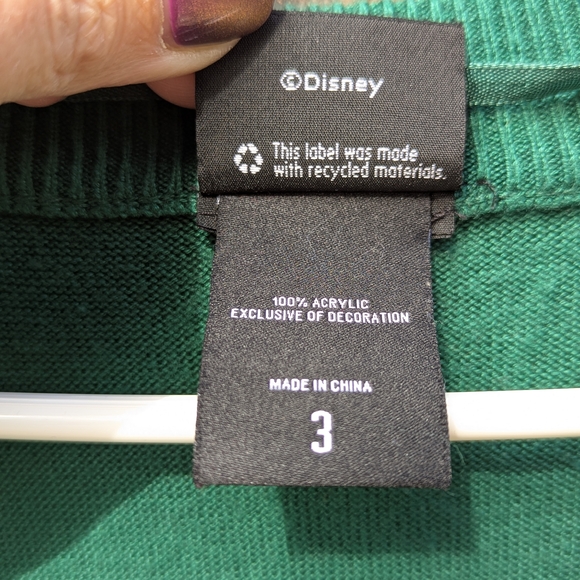 ©Disney
This label was made
with recycled materials.
100% ACRYLIC
EXCLUSIVE OF DECORATION
MADE IN CHINA
3